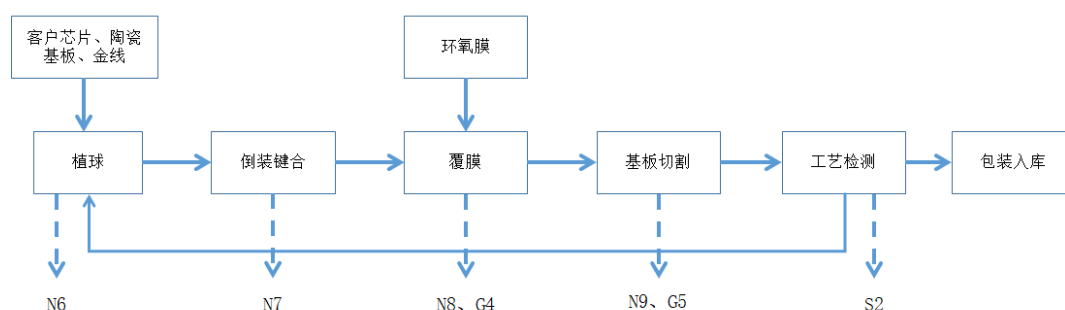 客户芯片、陶瓷
基板、金线
环氧膜
植球
倒装键合
覆膜
基板切割
工艺检测
包装入库
N6
N7
N8、G4
N9、G5
S2